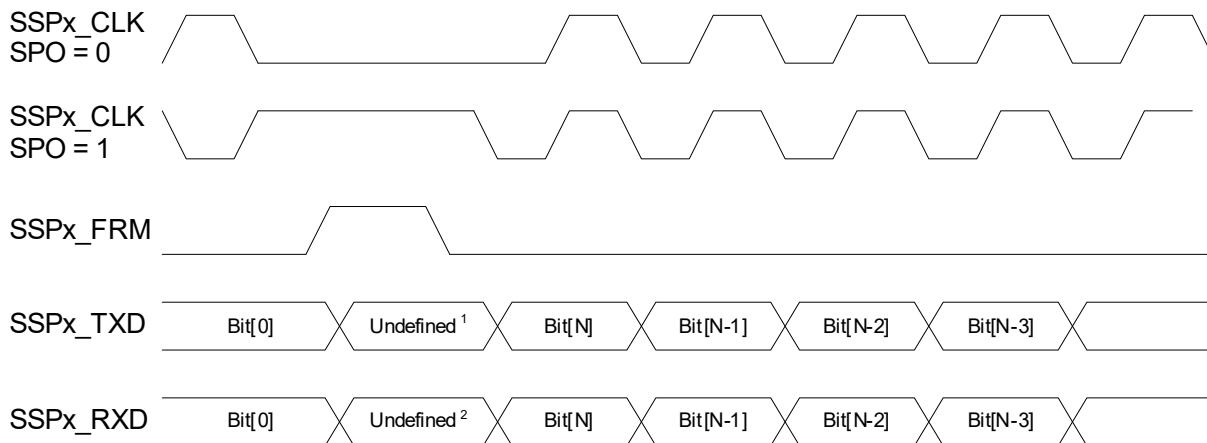 SSPx_CLK
SPO = 0
SSPx_CLK
SPO = 1
SSPx_FRM
SSPx_TXD Bit[0] Undefined 1 Bit[N] Bit[N-1] Bit[N-2] Bit[N-3]
SSPx_RXD Bit[0] Undefined 2 Bit[N] Bit[N-1] Bit[N-2] Bit[N-3]